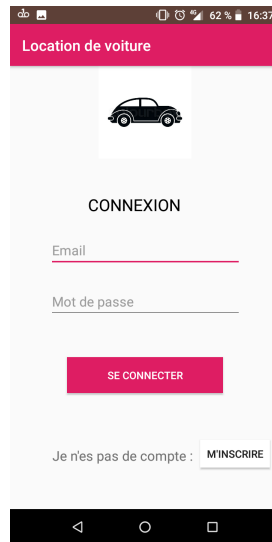 62 % 16:37
Location de voiture
CONNEXION
Email
Mot de passe
SE CONNECTER
Je n'es pas de compte : M'INSCRIRE